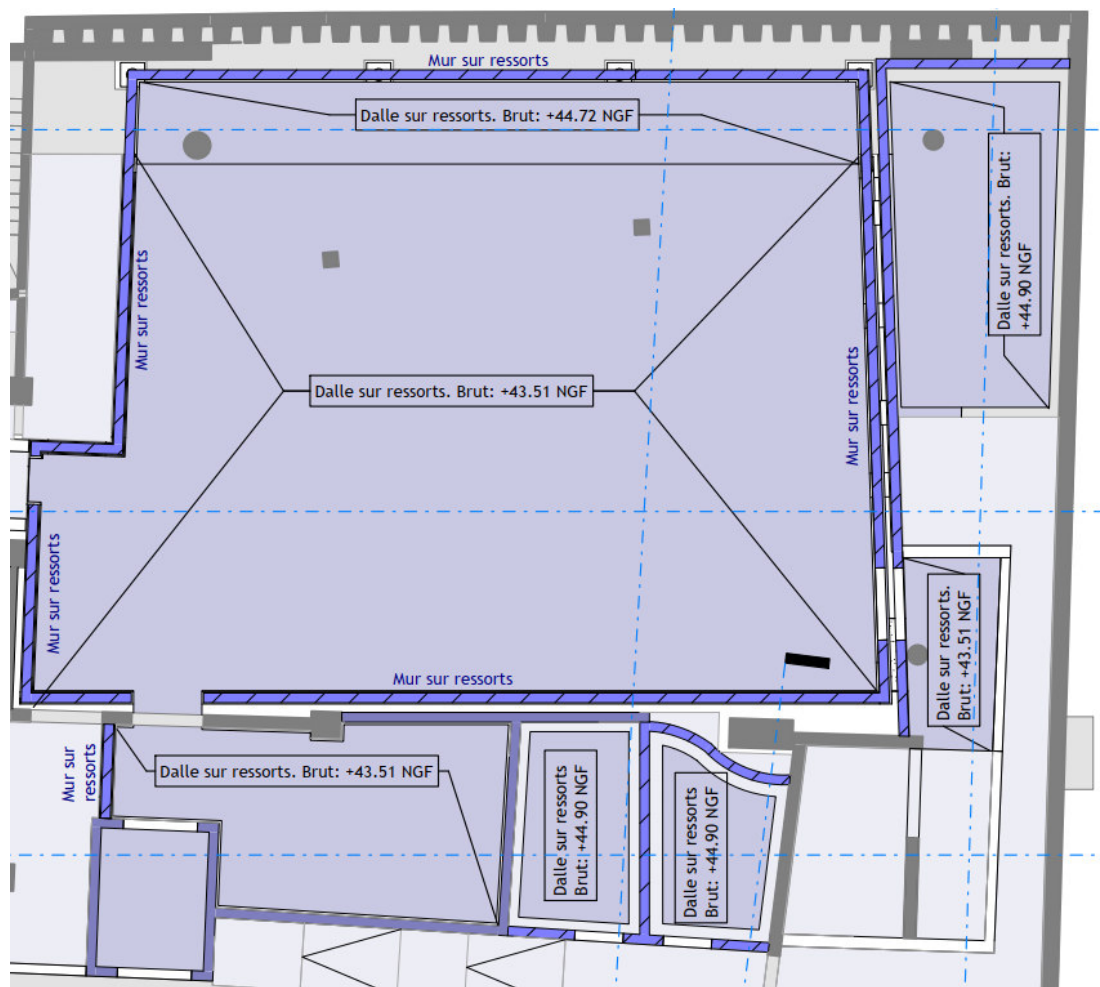 Mur sur ressorts
Dalle sur ressorts. Brut: +44.72 NGF
Dalle sur ressorts. Brut:
+44.90 NGF
Mur sur ressorts
Mur sur ressorts
Dalle sur ressorts. Brut: +43.51 NGF
Mur sur ressorts
Dalle sur ressorts.
Brut: +43.51 NGF
Mur sur ressorts
Mur sur
ressorts
Dalle sur ressorts. Brut: +43.51 NGF
Dalle sur ressorts
Brut: +44.90 NGF
Dalle sur ressorts
Brut: +44.90 NGF